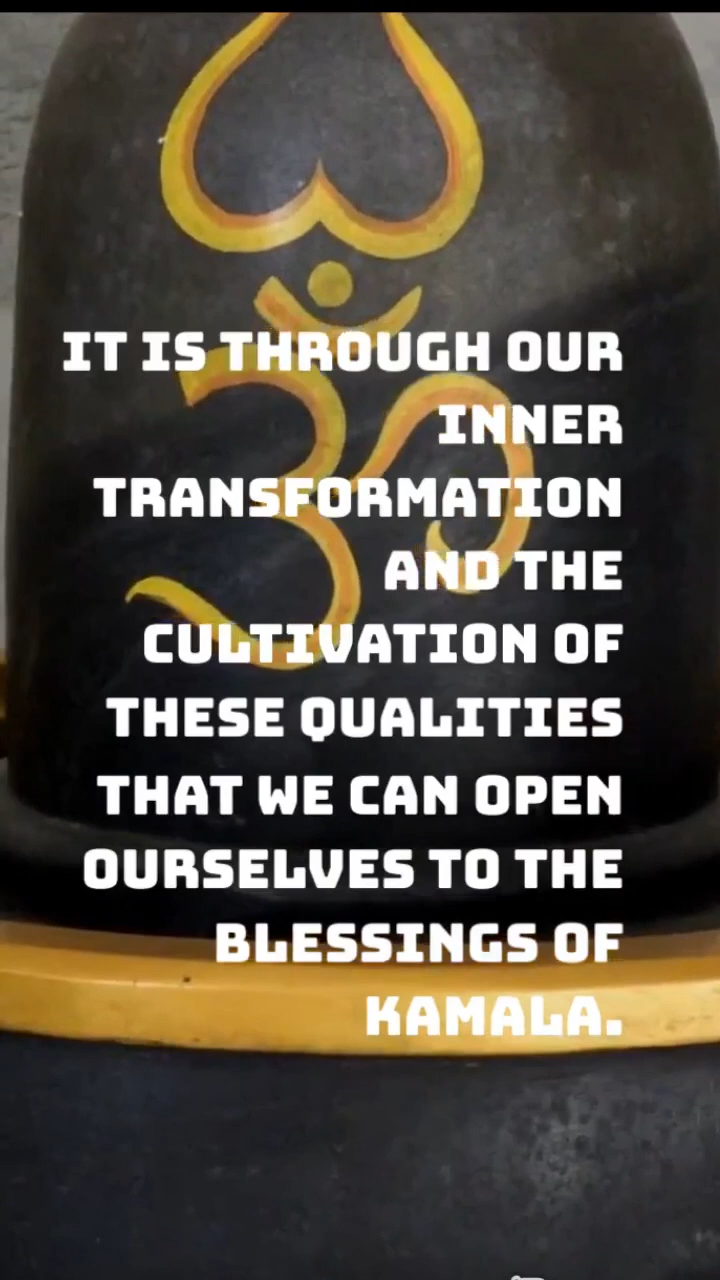 ॐ
IT IS THROUGH OUR
INNER
TRANSFORMATION
AND THE
CULTIVATION OF
THESE QUALITIES
THAT WE CAN OPEN
OURSELVES TO THE
BLESSINGS OF
KAMALA.